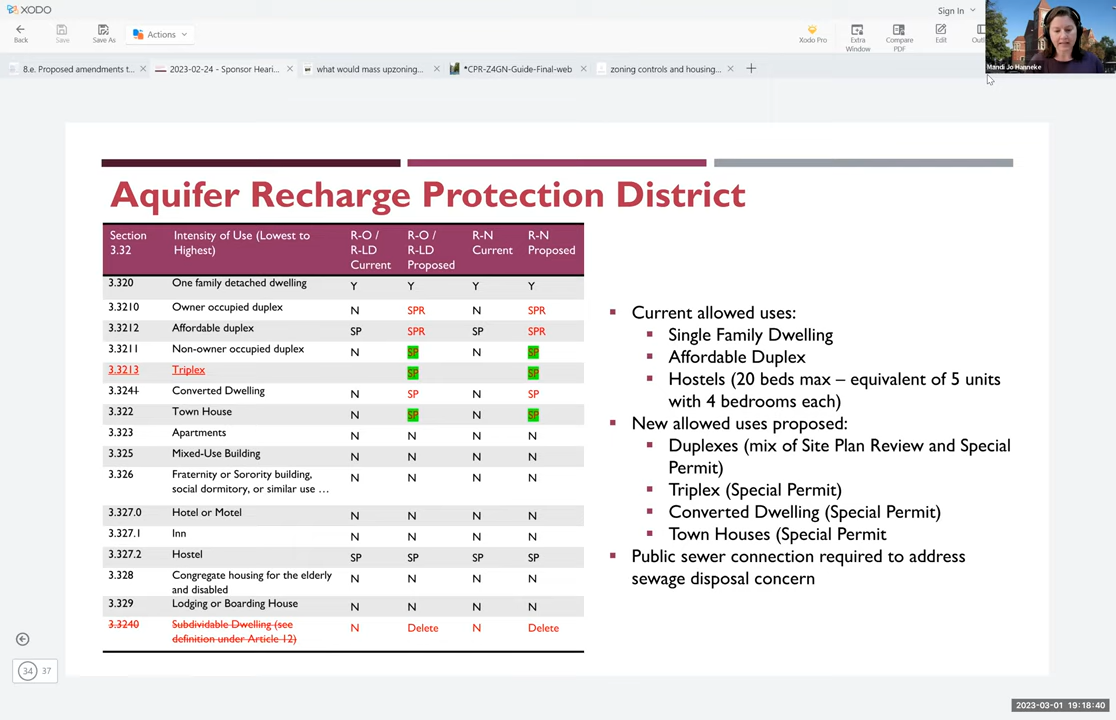 XODO
Sign In
Back
Save
Save As
Actions
Xodo Pro
Extra Window
Compare PDF
Edit
Mandi Jo Hanneke
8.e. Proposed amendments t...
2023-02-24 - Sponsor Heari...
what would mass upzoning...
*CPR-Z4GN-Guide-Final-web
zoning controls and housing...
Aquifer Recharge Protection District
Section 3.32 Intensity of Use (Lowest to Highest) R-O / R-LD Current R-O / R-LD Proposed R-N Current R-N Proposed
3.320 One family detached dwelling Y Y Y Y
3.3210 Owner occupied duplex N SPR N SPR
3.3212 Affordable duplex SP SPR SP SPR
3.3211 Non-owner occupied duplex N SP N SP
3.3213 Triplex SP SP
3.3241 Converted Dwelling N SP N SP
3.322 Town House N SP N SP
3.323 Apartments N N N N
3.325 Mixed-Use Building N N N N
3.326 Fraternity or Sorority building, N N N N
social dormitory, or similar use ...
3.327.0 Hotel or Motel N N N N
3.327.1 Inn N N N N
3.327.2 Hostel SP SP SP SP
3.328 Congregate housing for the elderly N N N N
and disabled
3.329 Lodging or Boarding House N N N N
3.3240 Subdividable Dwelling (see N Delete N Delete
definition under Article 12)
Current allowed uses:
Single Family Dwelling
Affordable Duplex
Hostels (20 beds max – equivalent of 5 units
with 4 bedrooms each)
New allowed uses proposed:
Duplexes (mix of Site Plan Review and Special
Permit)
Triplex (Special Permit)
Converted Dwelling (Special Permit)
Town Houses (Special Permit
Public sewer connection required to address
sewage disposal concern
34 37
2023-03-01 19:18:40